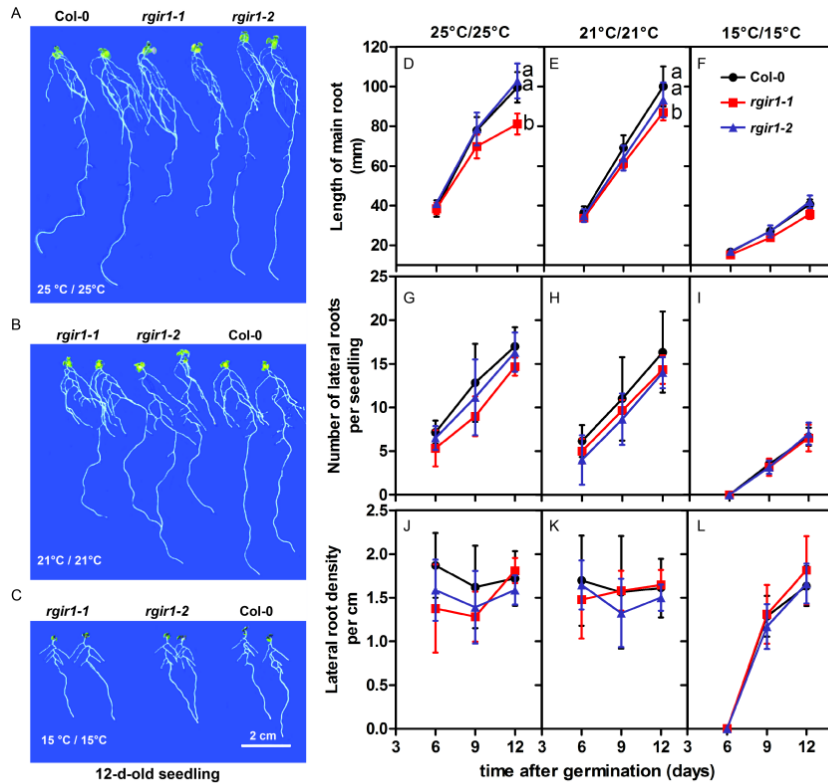 A
Col-0 rgir1-1 rgir1-2
25 °C / 25°C
B
rgir1-1 rgir1-2 Col-0
21°C / 21°C
C
rgir1-1 rgir1-2 Col-0
15 °C / 15°C
2 cm
12-d-old seedling
25°C/25°C 21°C/21°C 15°C/15°C
Length of main root
(mm)
120
100
80
60
40
20
D
a
a
b
E
a
a
b
F
Col-0
rgir1-1
rgir1-2
Number of lateral roots
per seedling
25
20
15
10
5
0
G
H
I
Lateral root density
per cm
2.5
2.0
1.5
1.0
0.5
0.0
J
K
L
3 6 9 12 3 6 9 12 3 6 9 12
time after germination (days)